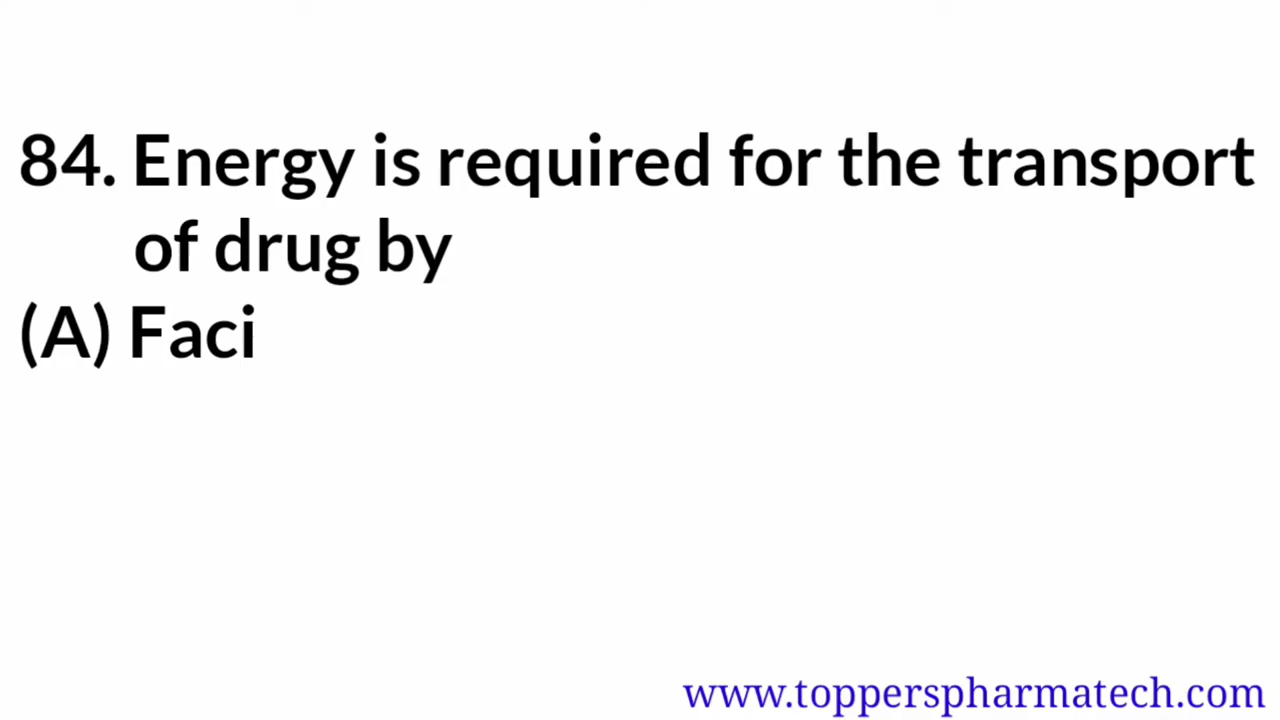 84. Energy is required for the transport
of drug by
(A) Faci
www.topperspharmatech.com